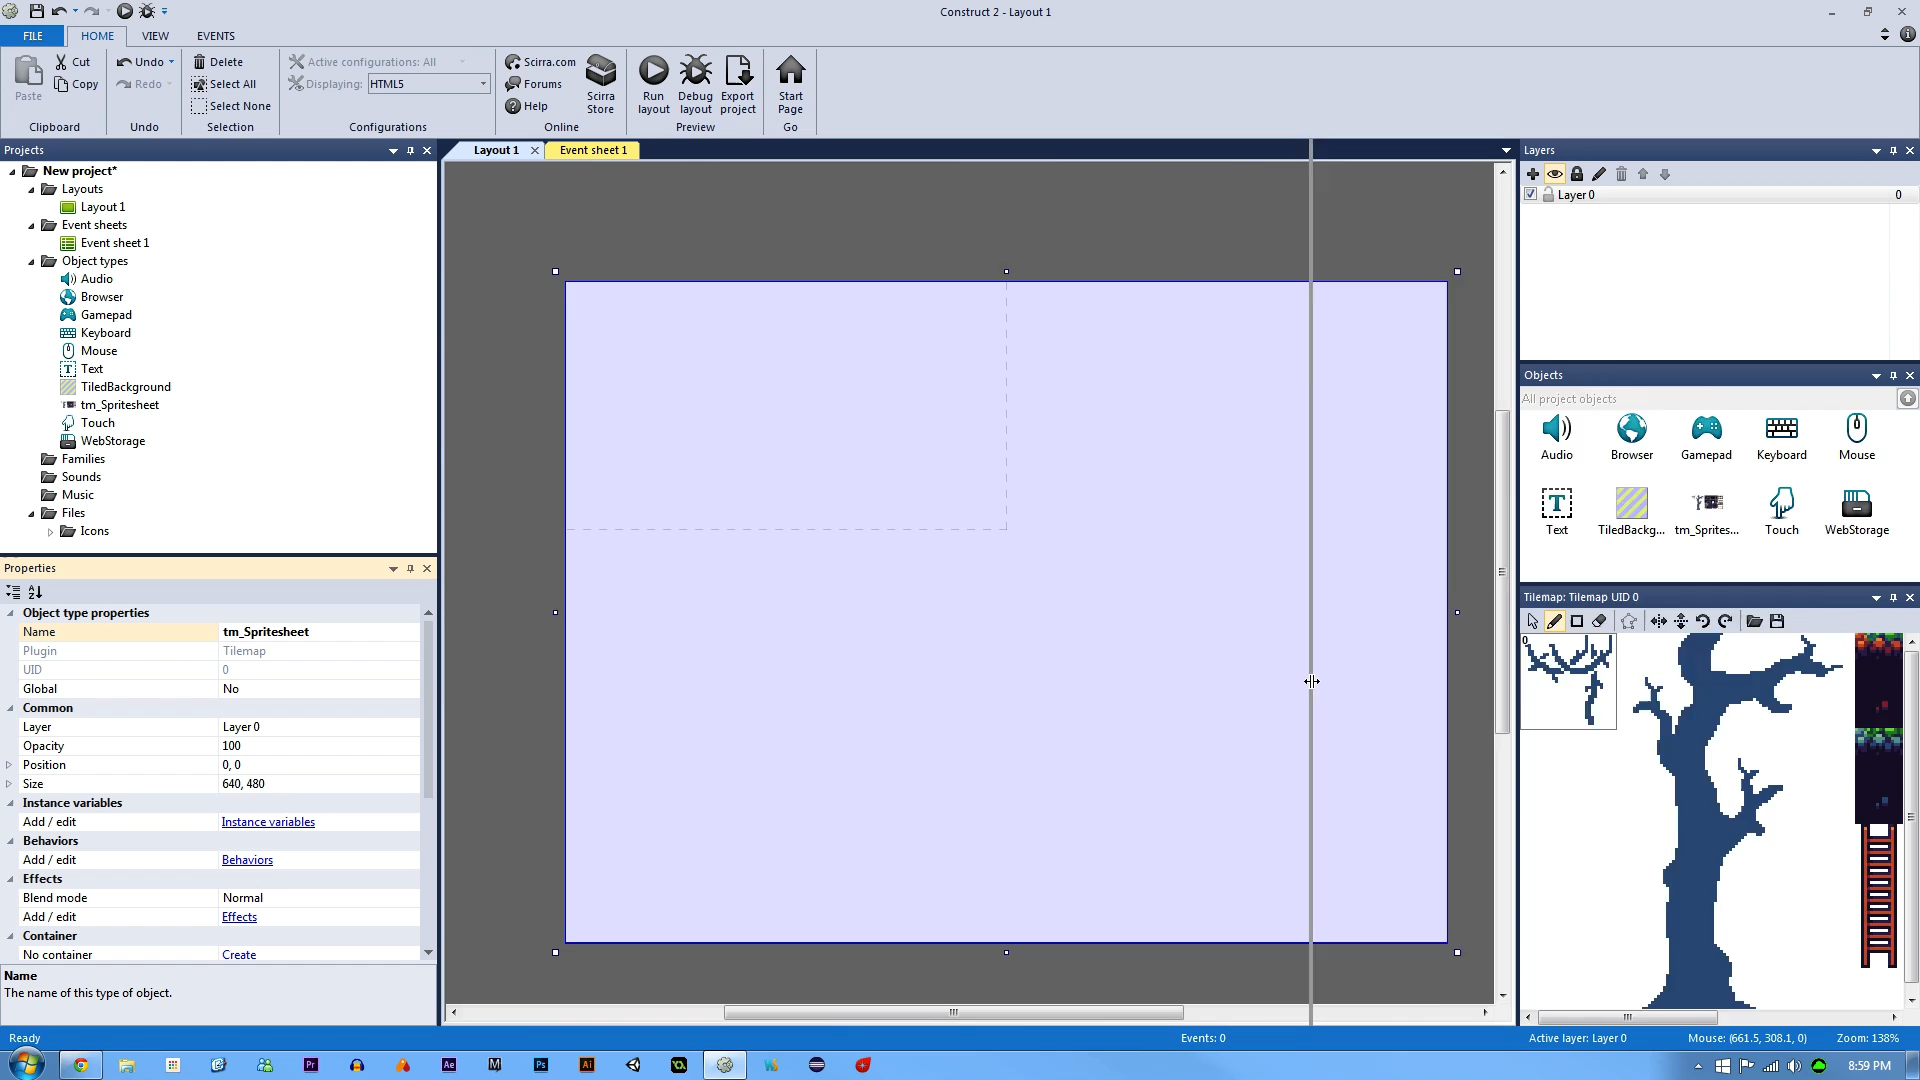 Construct 2 - Layout 1
FILE HOME VIEW EVENTS
Paste
Cut
Copy
Clipboard
Undo
Redo
Undo
Delete
Select All
Select None
Selection
Active configurations: All
Displaying: HTML5
Configurations
Scirra.com
Forums
Help
Scirra Store
Online
Run layout
Debug layout
Export project
Preview
Start Page
Go
Projects
New project*
Layouts
Layout 1
Event sheets
Event sheet 1
Object types
Audio
Browser
Gamepad
Keyboard
Mouse
Text
TiledBackground
tm_Spritesheet
Touch
WebStorage
Families
Sounds
Music
Files
Icons
Properties
Object type properties
Name tm_Spritesheet
Plugin Tilemap
UID 0
Global No
Common
Layer Layer 0
Opacity 100
Position 0, 0
Size 640, 480
Instance variables
Add / edit Instance variables
Behaviors
Add / edit Behaviors
Effects
Blend mode Normal
Add / edit Effects
Container
No container Create
Name
The name of this type of object.
Layout 1
Event sheet 1
Layers
Layer 0 0
Objects
All project objects
Audio Browser Gamepad Keyboard Mouse
Text TiledBackg... tm_Sprites... Touch WebStorage
Tilemap: Tilemap UID 0
0
Ready
Events: 0
Active layer: Layer 0
Mouse: (661.5, 308.1, 0)
Zoom: 138%
Pr
Ae
M
Ps
Ai
8:59 PM